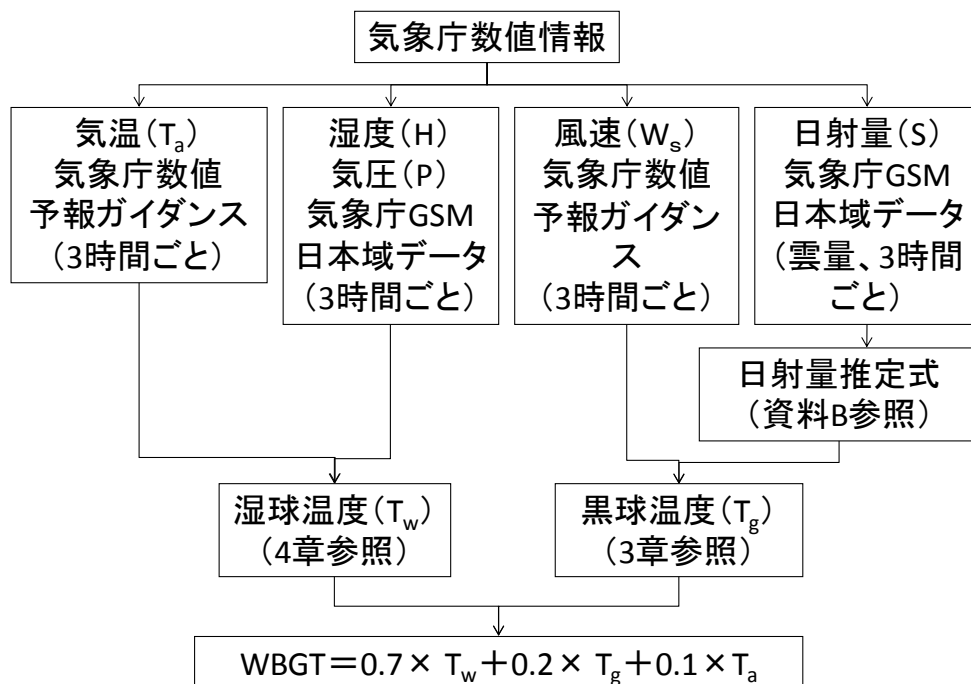 気象庁数値情報
気温(Tₐ)
気象庁数値
予報ガイダンス
(3時間ごと)
湿度(H)
気圧(P)
気象庁GSM
日本域データ
(3時間ごと)
風速(Wₛ)
気象庁数値
予報ガイダン
ス
(3時間ごと)
日射量(S)
気象庁GSM
日本域データ
(雲量、3時間
ごと)
日射量推定式
(資料B参照)
湿球温度(T_w)
(4章参照)
黒球温度(T_g)
(3章参照)
WBGT=0.7× T_w+0.2× T_g+0.1×Tₐ